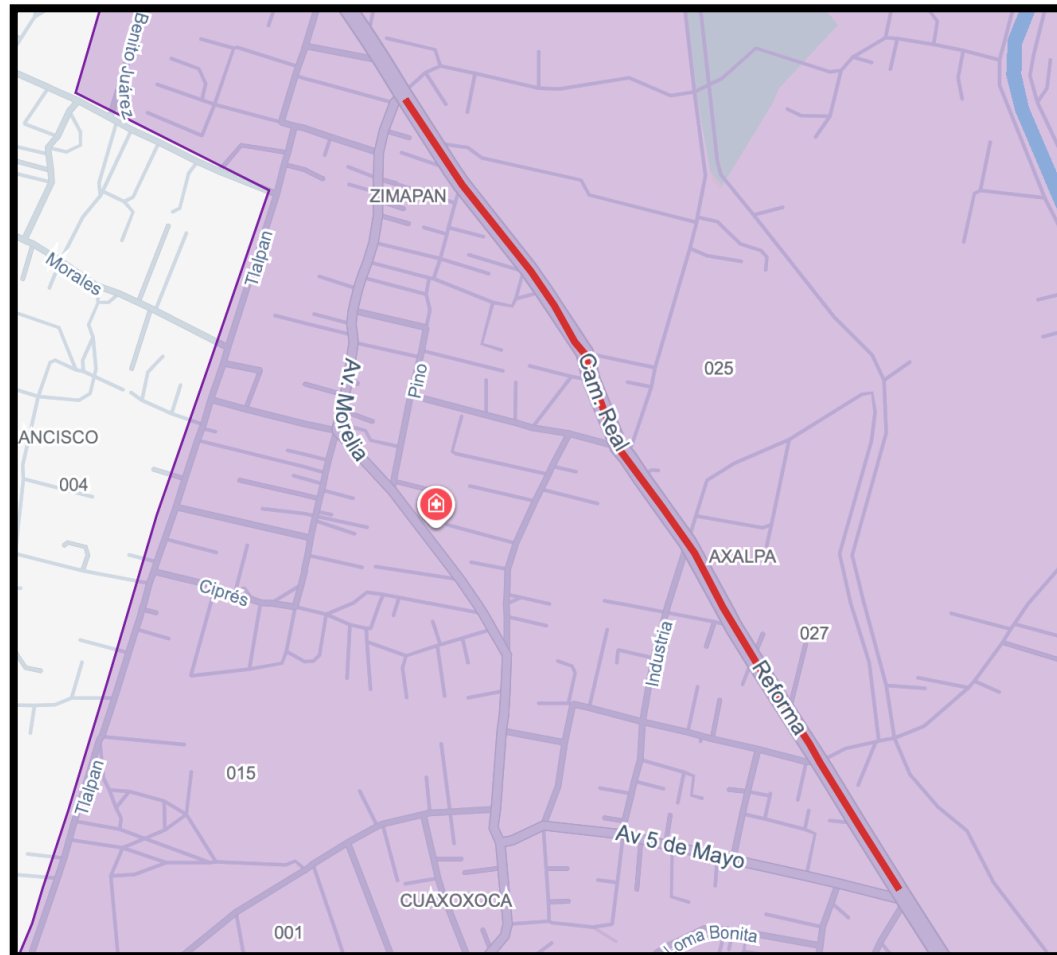 Benito Juárez
ZIMAPAN
Tlalpan
Morales
Cam. Real
Av. Morelia
Pino
025
ANCISCO
004
AXALPA
Ciprés
Industria
027
Reforma
015
Tlalpan
Av 5 de Mayo
CUAXOXOCA
001
Loma Bonita